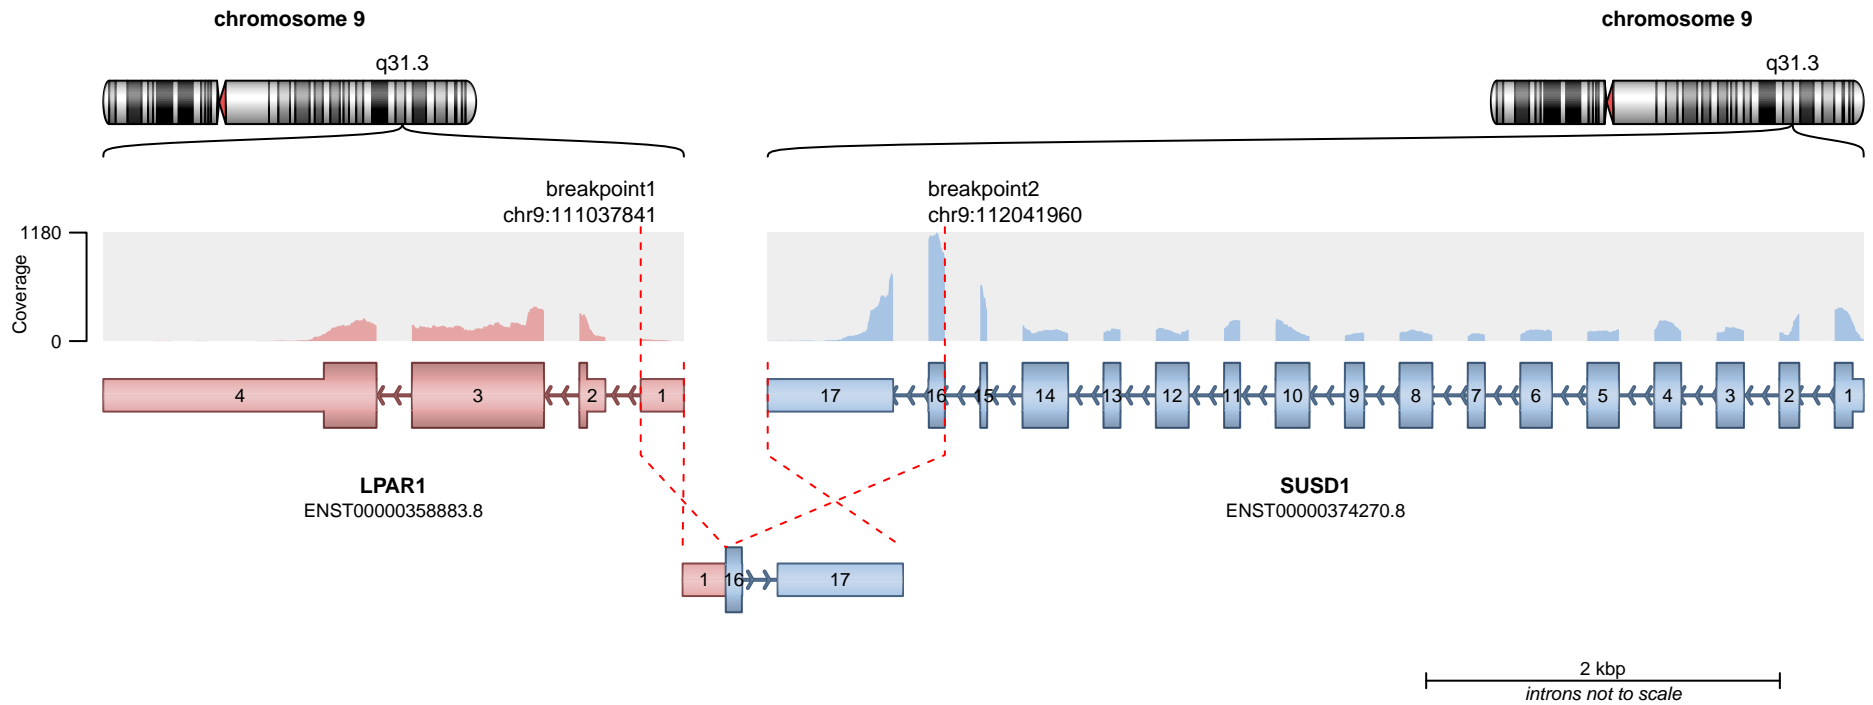 chromosome 9
chromosome 9
q31.3
q31.3
breakpoint1
chr9:111037841
breakpoint2
chr9:112041960
1180
Coverage
0
4
3
2
1
17
16
15
14
13
12
11
10
9
8
7
6
5
4
3
2
1
LPAR1
ENST00000358883.8
SUSD1
ENST00000374270.8
1
16
17
2 kbp
introns not to scale